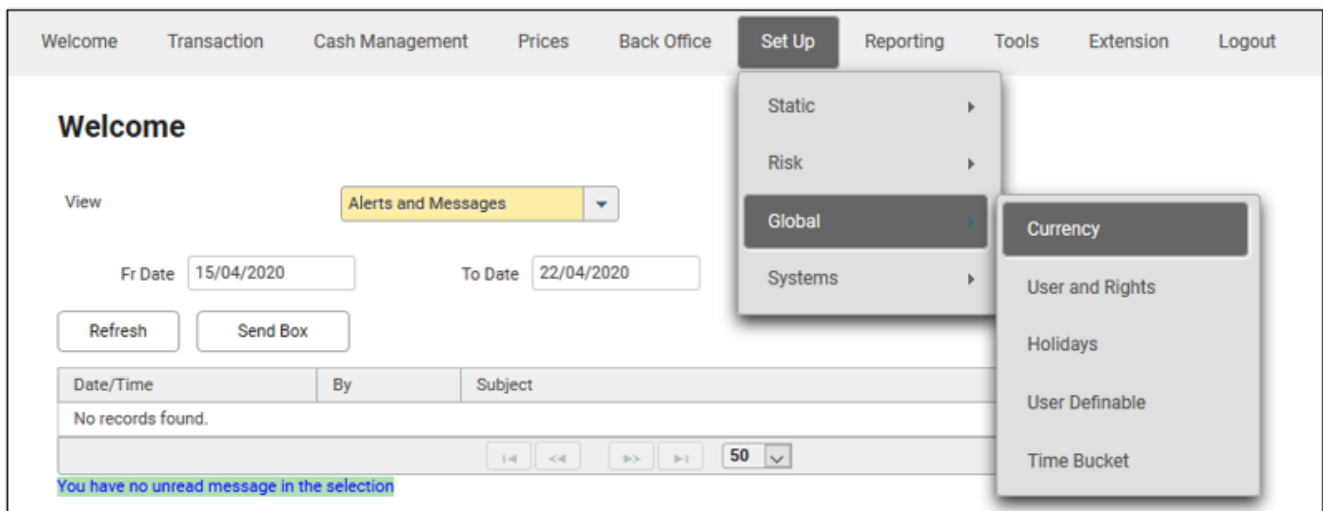 Welcome Transaction Cash Management Prices Back Office Set Up Reporting Tools Extension Logout
Welcome
View Alerts and Messages
Fr Date 15/04/2020 To Date 22/04/2020
Refresh Send Box
Date/Time By Subject
No records found.
50
You have no unread message in the selection
Static
Risk
Global
Systems
Currency
User and Rights
Holidays
User Definable
Time Bucket